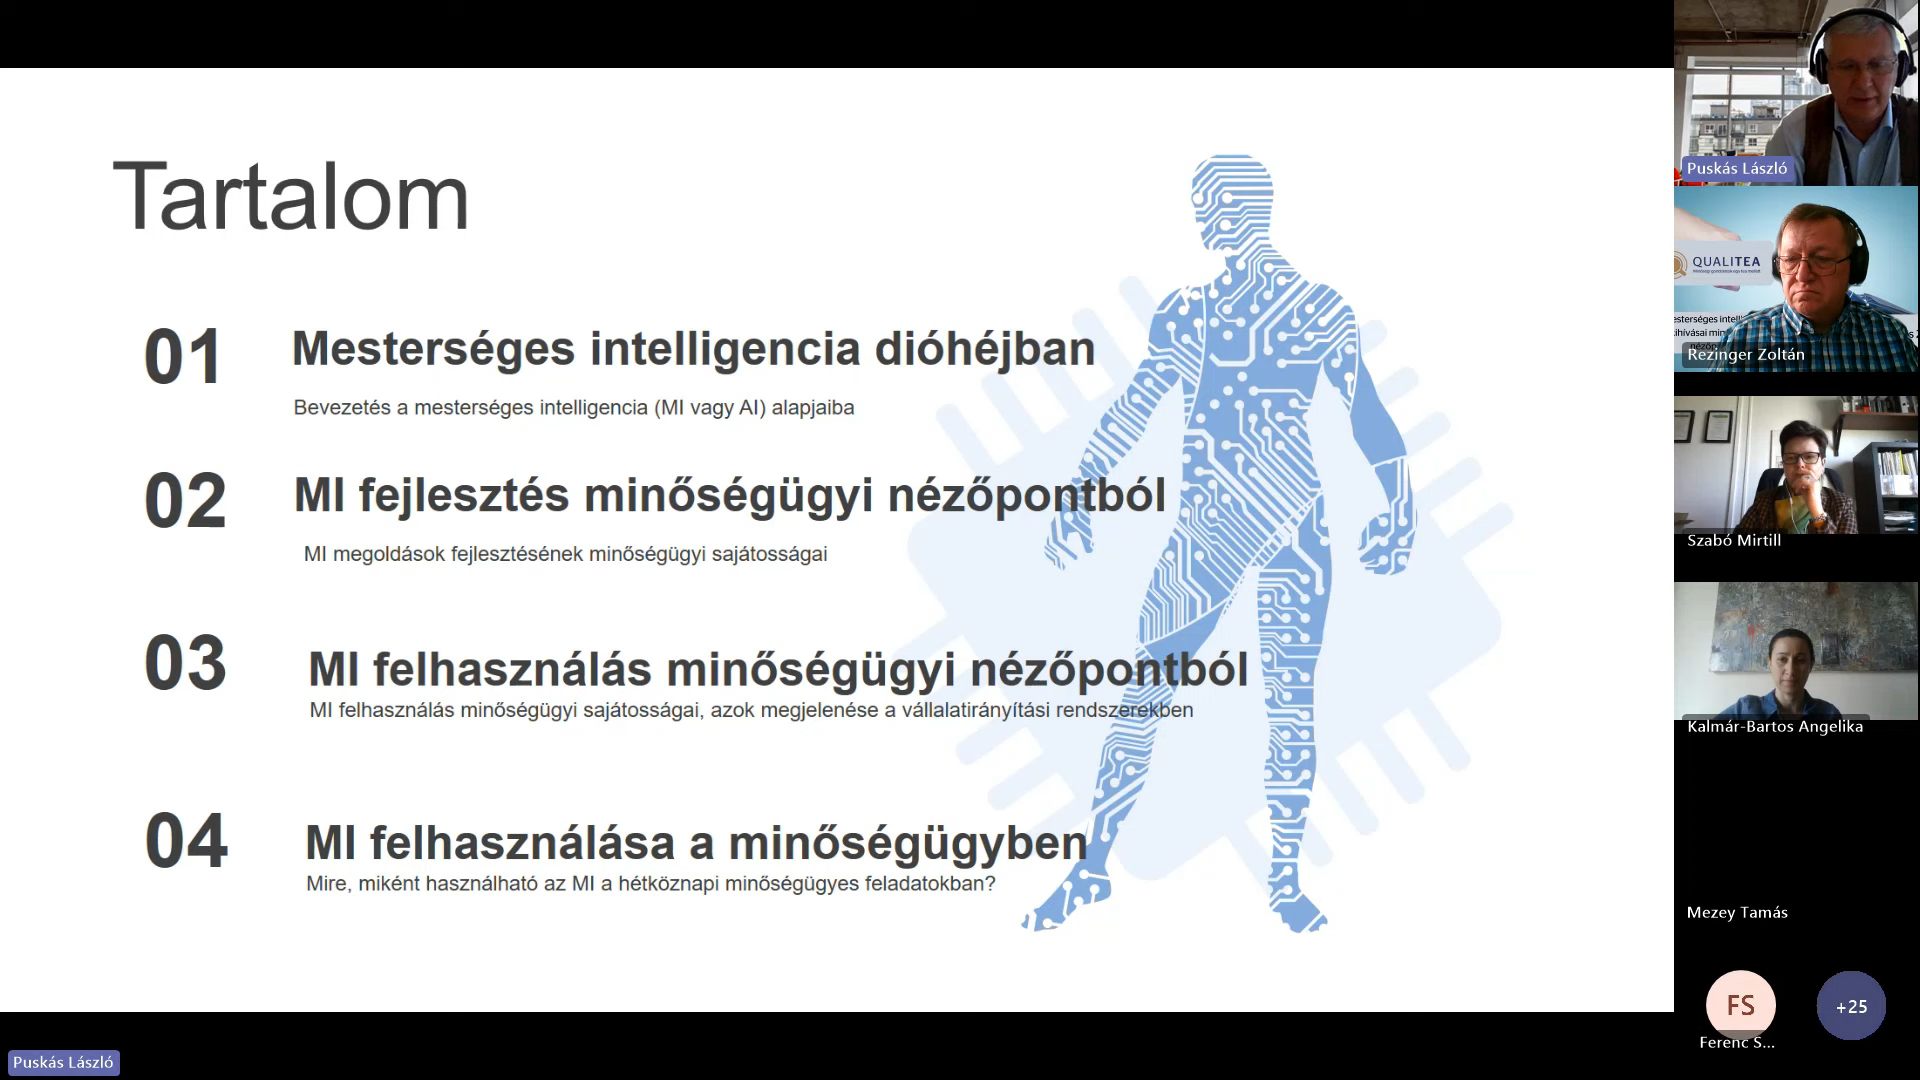 Tartalom
01
Mesterséges intelligencia dióhéjban
Bevezetés a mesterséges intelligencia (MI vagy AI) alapjaiba
02
MI fejlesztés minőségügyi nézőpontból
MI megoldások fejlesztésének minőségügyi sajátosságai
03
MI felhasználás minőségügyi nézőpontból
MI felhasználás minőségügyi sajátosságai, azok megjelenése a vállalatirányítási rendszerekben
04
MI felhasználása a minőségügyben
Mire, miként használható az MI a hétköznapi minőségügyes feladatokban?
Puskás László
Puskás László
QUALITEA
Rezinger Zoltán
Szabó Mirtill
Kalmár-Bartos Angelika
Mezey Tamás
FS
+25
Ferenc S...